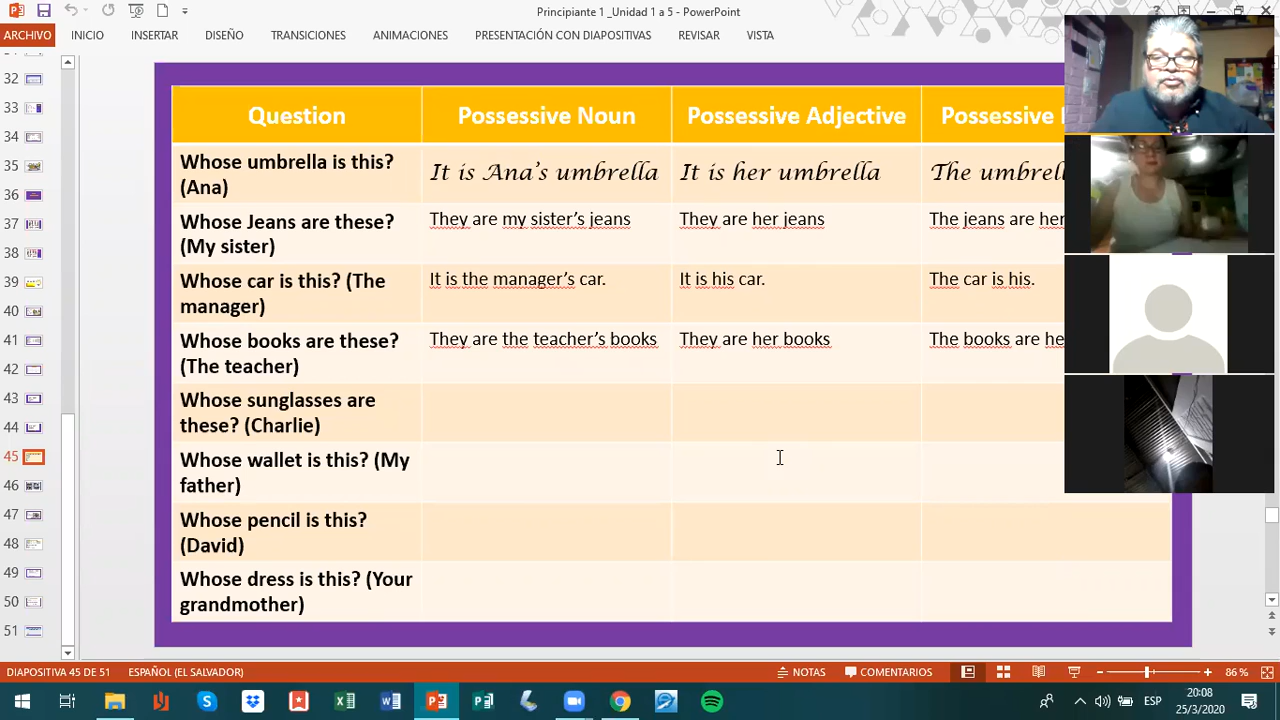 Principiante 1 _Unidad 1 a 5 - PowerPoint
ARCHIVO INICIO INSERTAR DISEÑO TRANSICIONES ANIMACIONES PRESENTACIÓN CON DIAPOSITIVAS REVISAR VISTA
32
33
34
35
36
37
38
39
40
41
42
43
44
45
46
47
48
49
50
51
Question Possessive Noun Possessive Adjective Possessive
Whose umbrella is this? (Ana) It is Ana's umbrella It is her umbrella The
Whose Jeans are these? (My sister) They are my sister's jeans They are her jeans The jeans are
Whose car is this? (The manager) It is the manager's car. It is his car. The car is his.
Whose books are these? (The teacher) They are the teacher's books They are her books The books are
Whose sunglasses are these? (Charlie)
Whose wallet is this? (My father)
Whose pencil is this? (David)
Whose dress is this? (Your grandmother)
DIAPOSITIVA 45 DE 51 ESPAÑOL (EL SALVADOR) NOTAS COMENTARIOS 86 %
ESP 20:08
25/3/2020